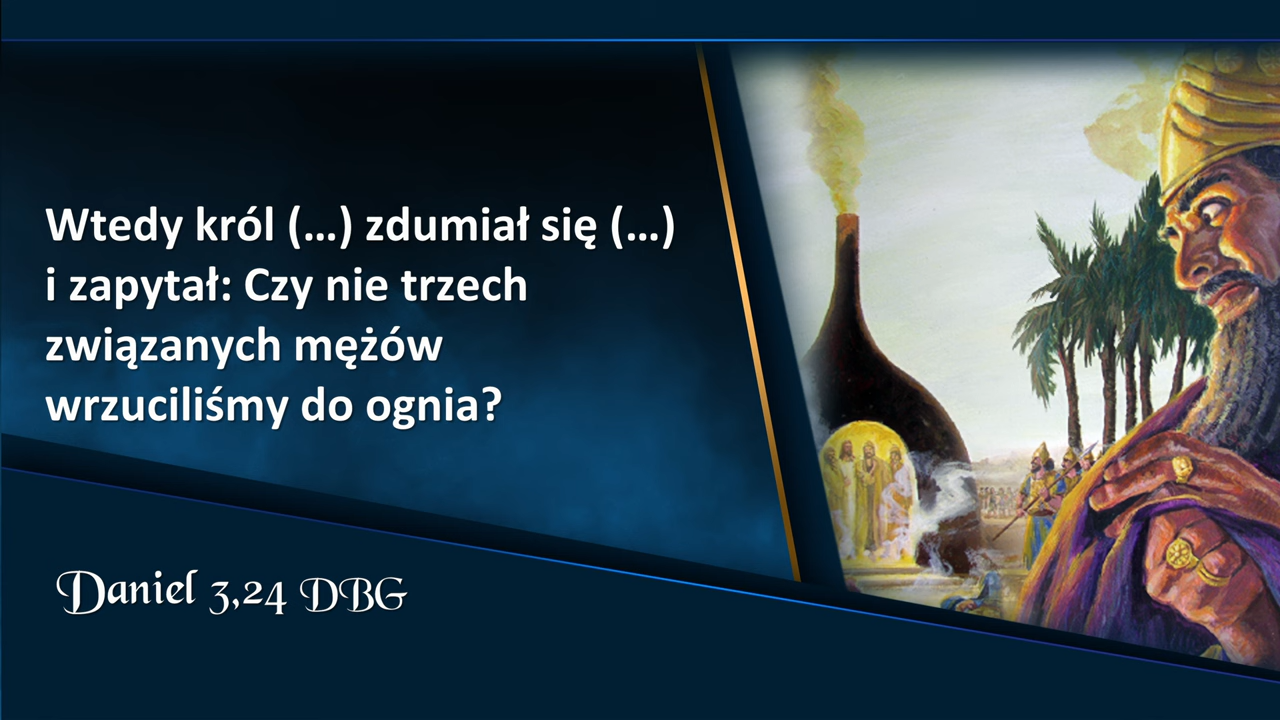 Wtedy król (...) zdumiał się (...)
i zapytał: Czy nie trzech
związanych mężów
wrzuciliśmy do ognia?
Daniel 3,24 DBG